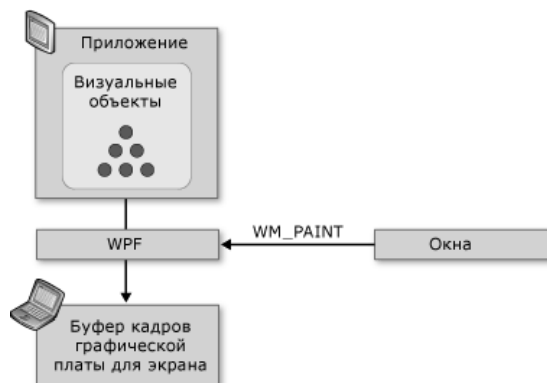 Приложение
Визуальные
объекты
WPF
WM_PAINT
Окна
Буфер кадров
графической
платы для экрана